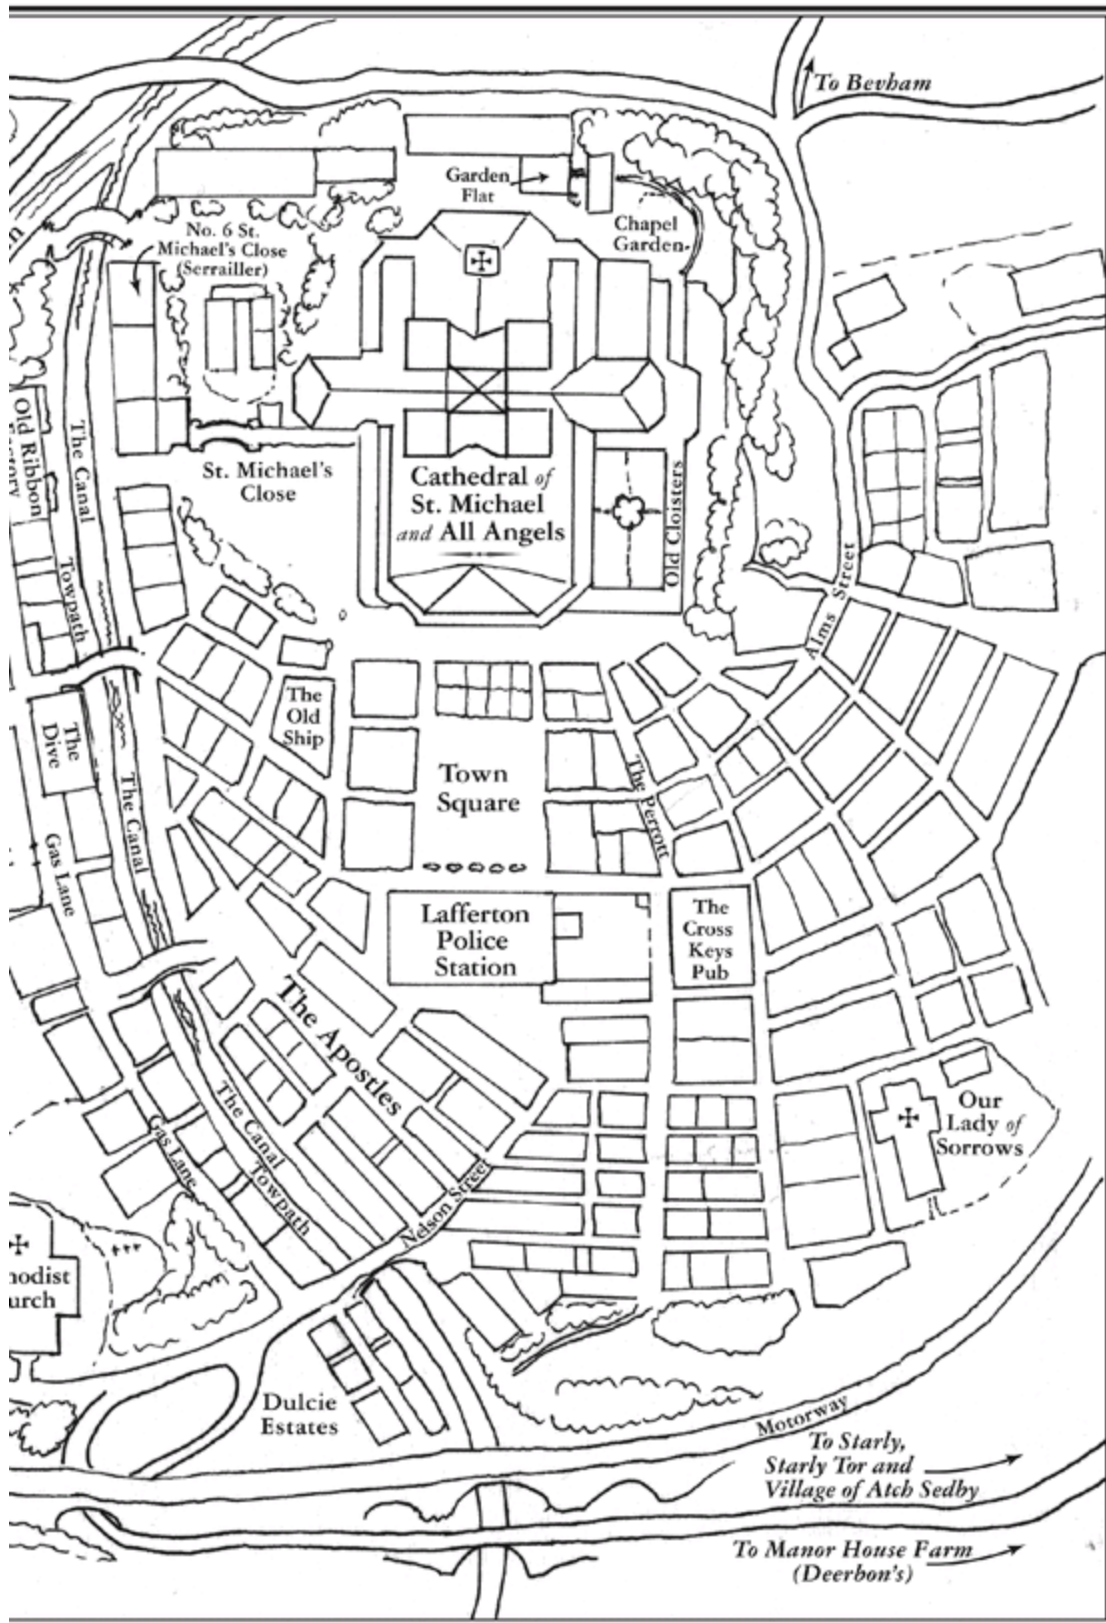 To Bevham
Garden
Flat
Chapel
Garden
No. 6 St.
Michael's Close
(Serrailler)
Old Ribbon
The Canal
Towpath
St. Michael's
Close
Cathedral of
St. Michael
and All Angels
Old Cloisters
Alms Street
The
Old
Ship
The
Dive
The Canal
Gas Lane
Town
Square
The Perrott
Lafferton
Police
Station
The
Cross
Keys
Pub
The Apostles
The Canal
Towpath
Gas Lane
Nelson Street
Our
Lady of
Sorrows
hodist
urch
Dulcie
Estates
Motorway
To Starly,
Starly Tor and
Village of Atch Sedby
To Manor House Farm
(Deerbon's)